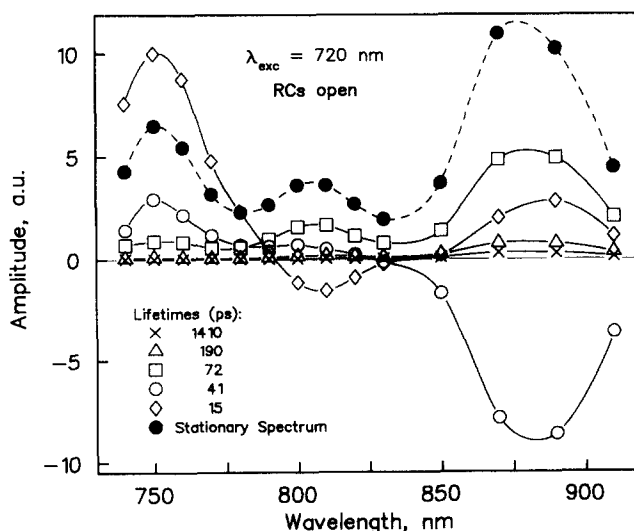 λexc = 720 nm
RCs open
10
5
0
-5
-10
Amplitude, a.u.
Lifetimes (ps):
1410
190
72
41
15
Stationary Spectrum
750
800
850
900
Wavelength, nm